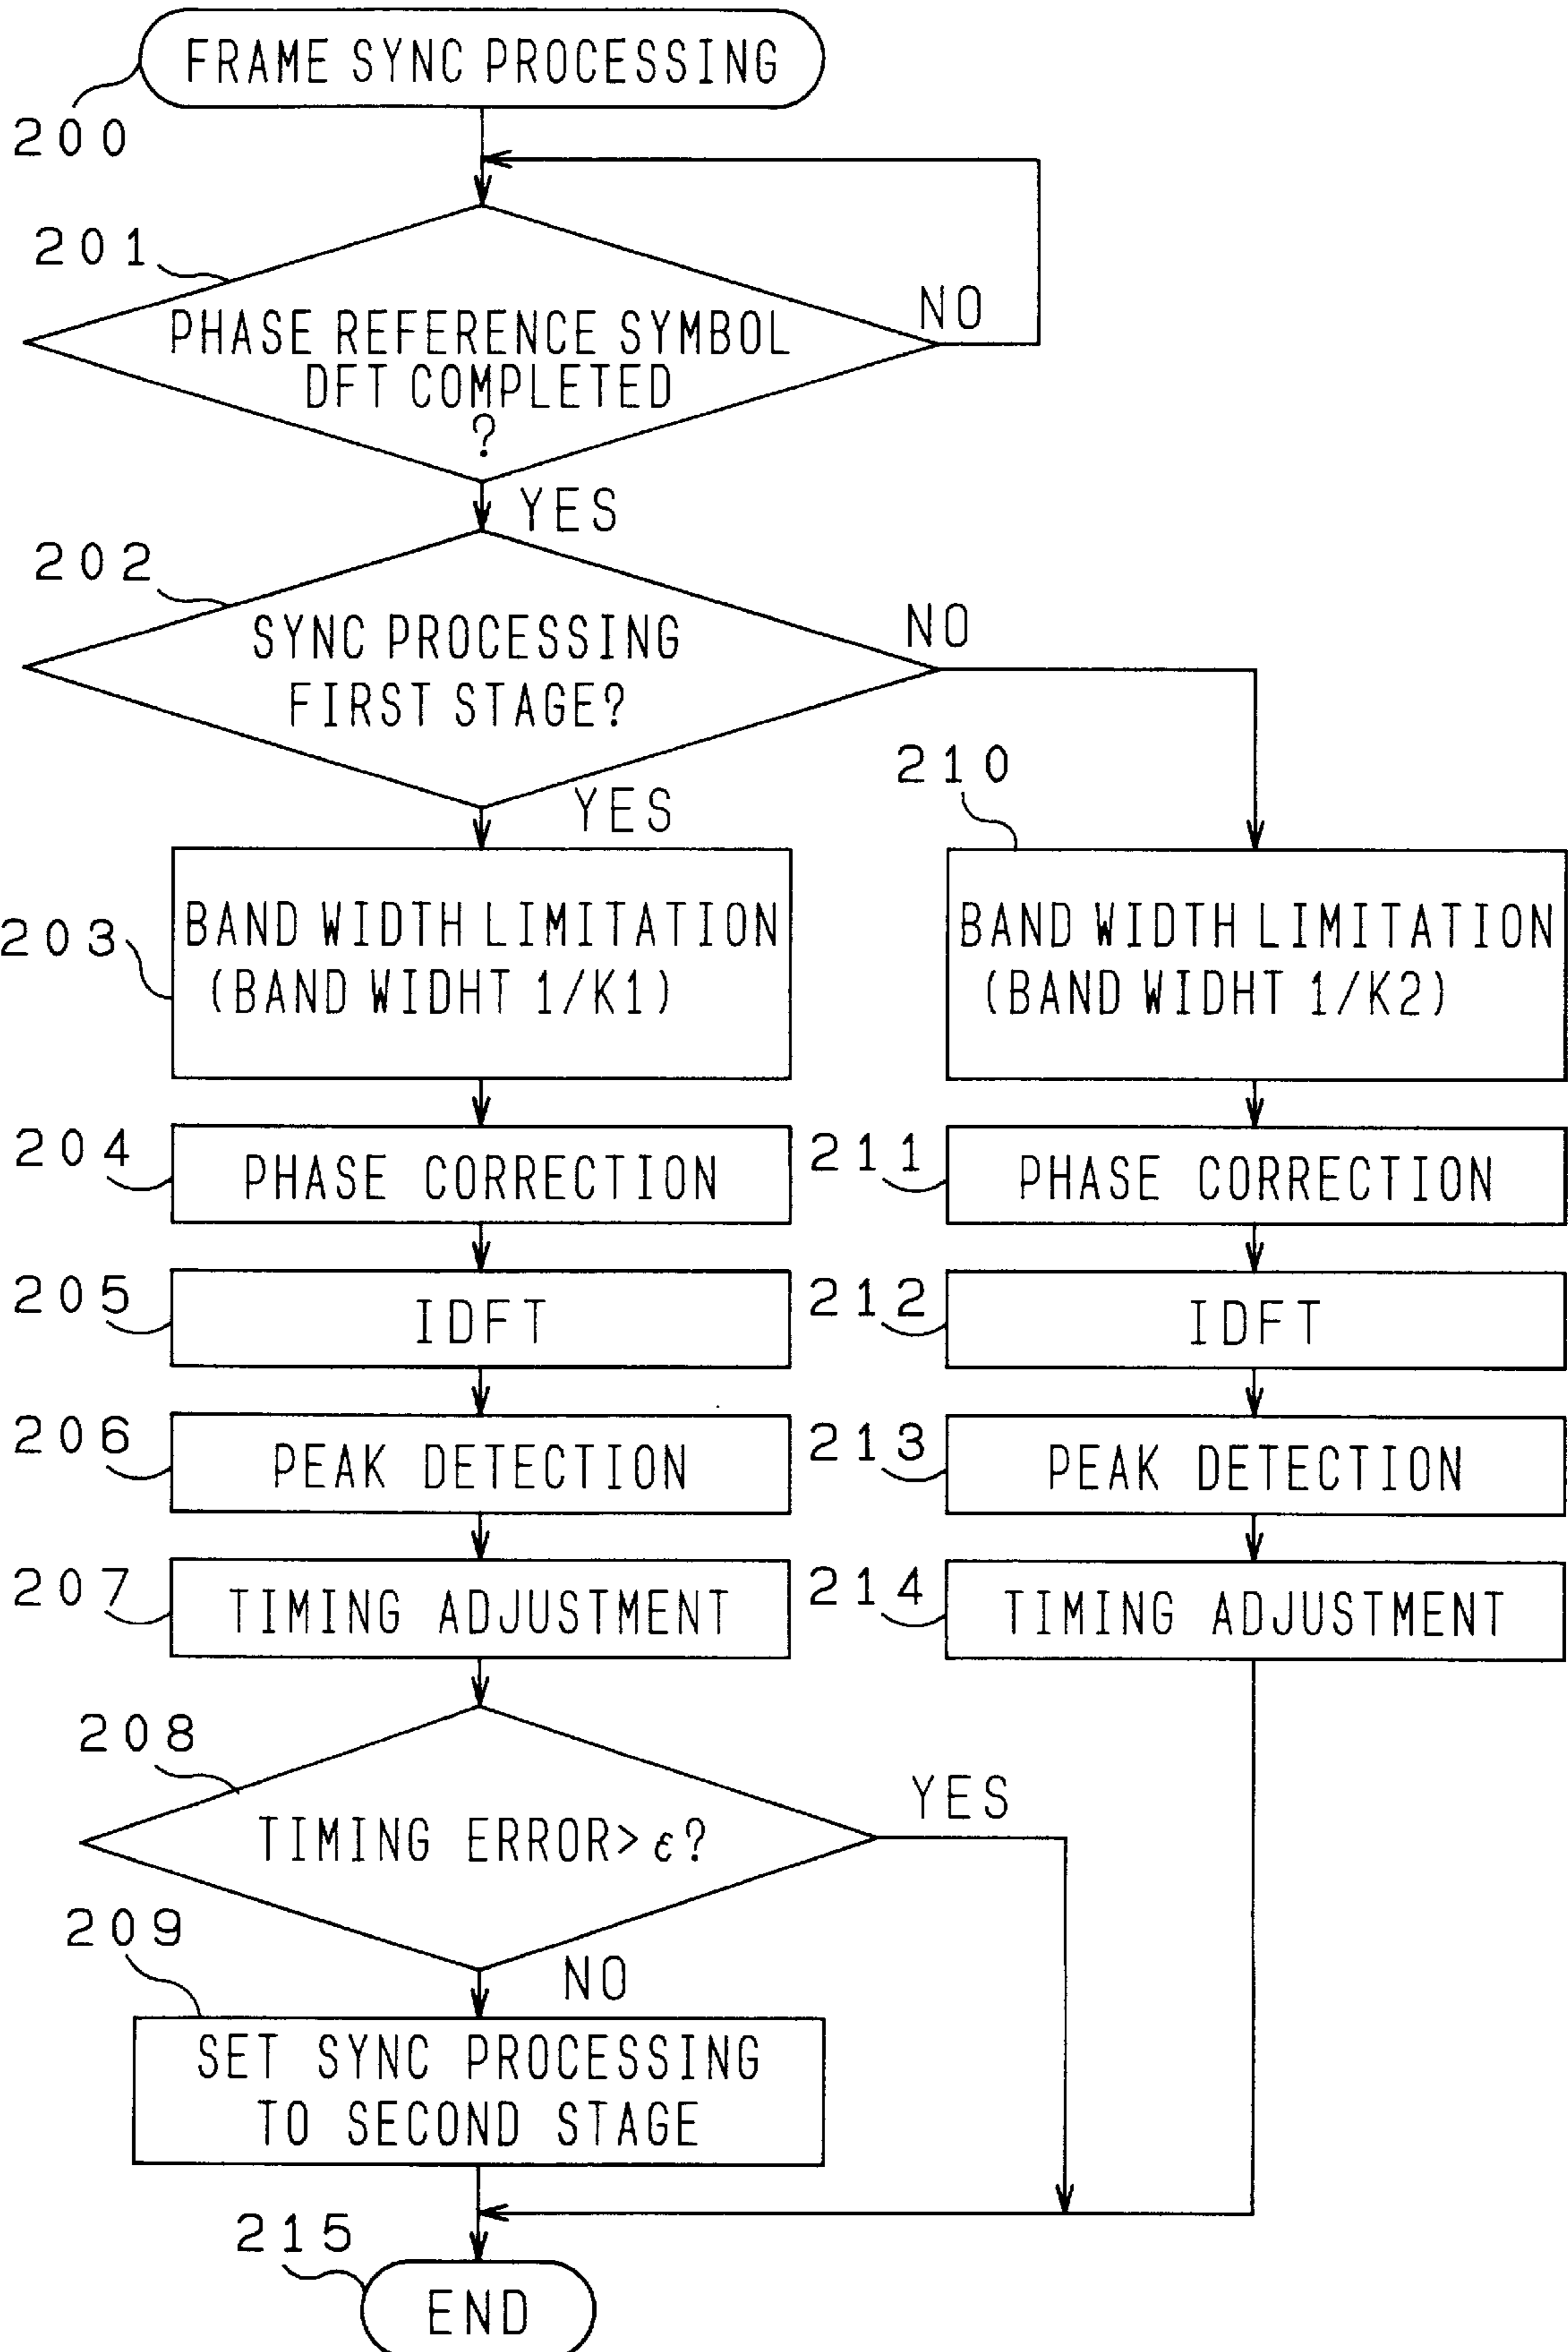 FRAME SYNC PROCESSING
200
201
PHASE REFERENCE SYMBOL
DFT COMPLETED
?
NO
YES
202
SYNC PROCESSING
FIRST STAGE?
NO
YES
203
BAND WIDTH LIMITATION
(BAND WIDHT 1/K1)
210
BAND WIDTH LIMITATION
(BAND WIDHT 1/K2)
204
PHASE CORRECTION
211
PHASE CORRECTION
205
IDFT
212
IDFT
206
PEAK DETECTION
213
PEAK DETECTION
207
TIMING ADJUSTMENT
214
TIMING ADJUSTMENT
208
TIMING ERROR>ε?
YES
NO
209
SET SYNC PROCESSING
TO SECOND STAGE
215
END